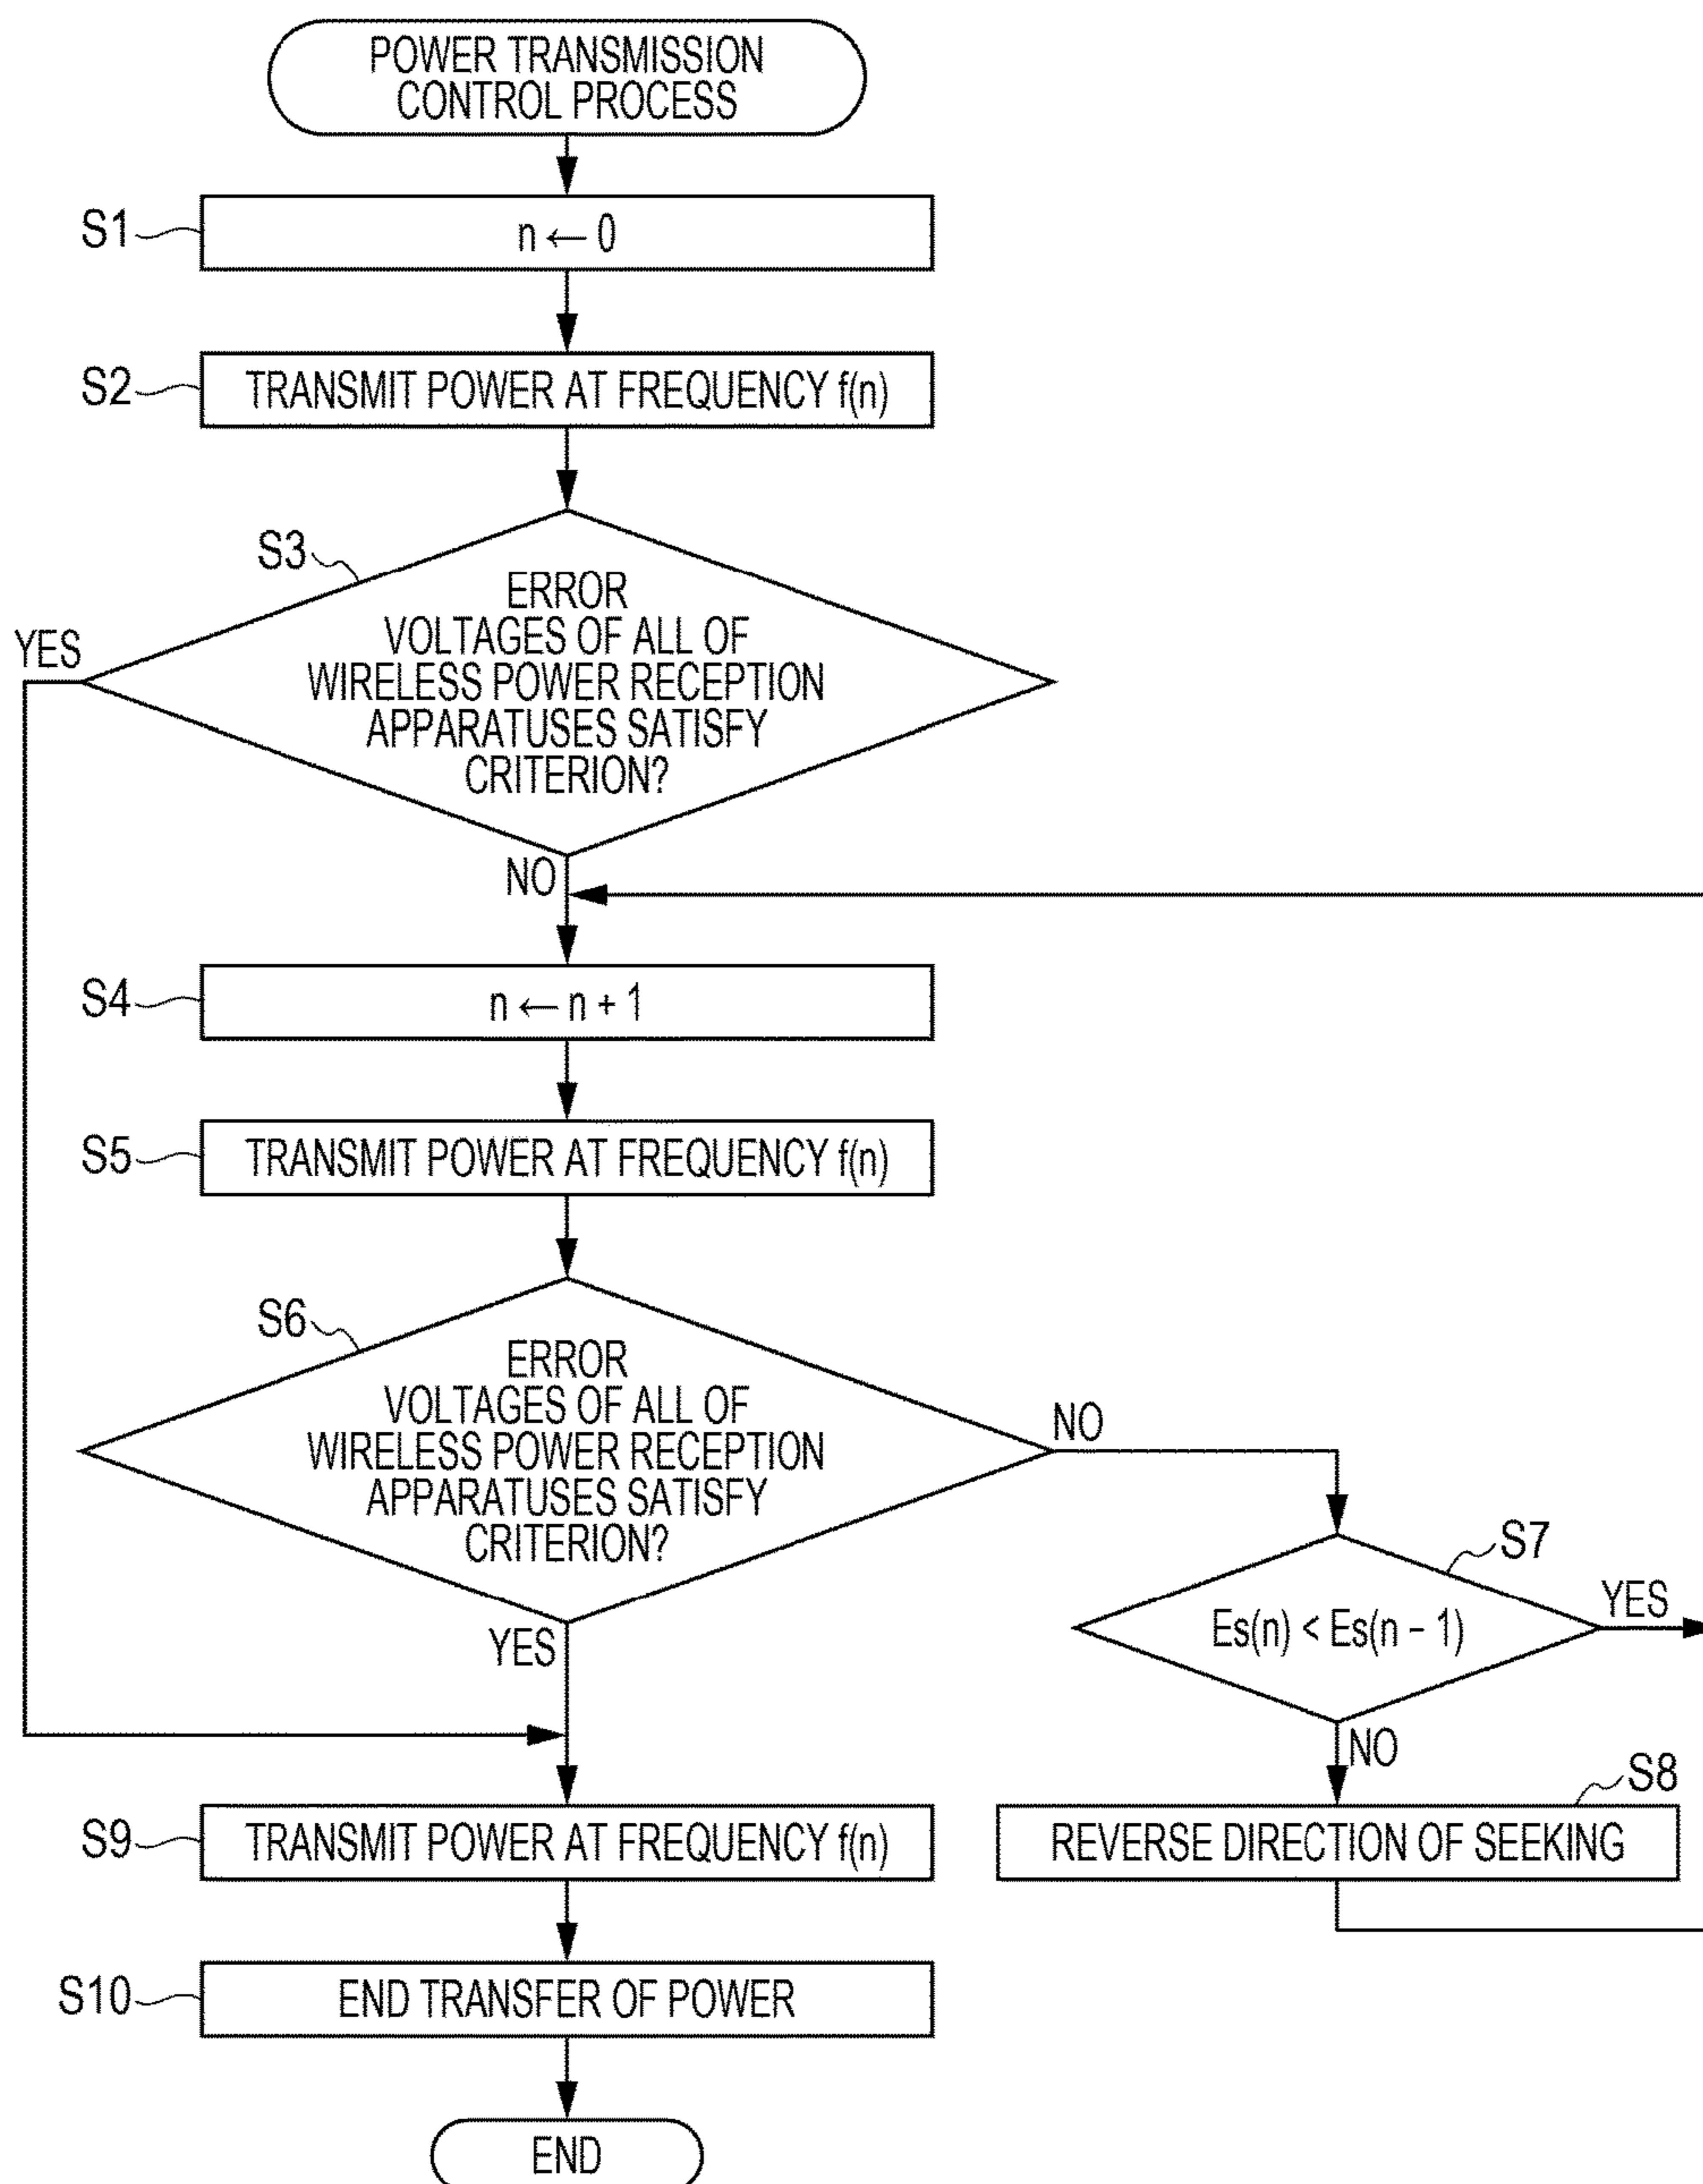 POWER TRANSMISSION
CONTROL PROCESS
S1
n ← 0
S2
TRANSMIT POWER AT FREQUENCY f(n)
S3
ERROR
VOLTAGES OF ALL OF
WIRELESS POWER RECEPTION
APPARATUSES SATISFY
CRITERION?
YES
NO
S4
n ← n + 1
S5
TRANSMIT POWER AT FREQUENCY f(n)
S6
ERROR
VOLTAGES OF ALL OF
WIRELESS POWER RECEPTION
APPARATUSES SATISFY
CRITERION?
NO
YES
S7
Es(n) < Es(n − 1)
YES
NO
S8
REVERSE DIRECTION OF SEEKING
S9
TRANSMIT POWER AT FREQUENCY f(n)
S10
END TRANSFER OF POWER
END